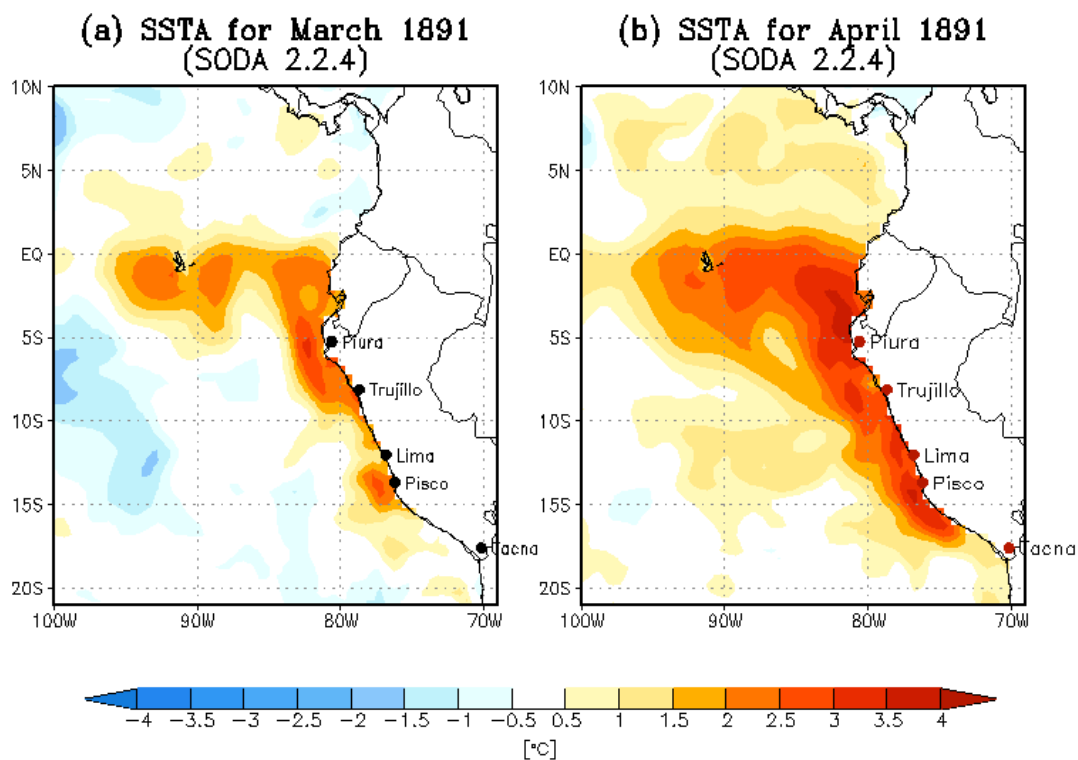 (a) SSTA for March 1891
(SODA 2.2.4)
10N
5N
EQ
5S
10S
15S
20S
100W 90W 80W 70W
Piura
Trujillo
Lima
Pisco
Tacna
(b) SSTA for April 1891
(SODA 2.2.4)
10N
5N
EQ
5S
10S
15S
20S
100W 90W 80W 70W
Piura
Trujillo
Lima
Pisco
Tacna
-4 -3.5 -3 -2.5 -2 -1.5 -1 -0.5 0.5 1 1.5 2 2.5 3 3.5 4
[°C]